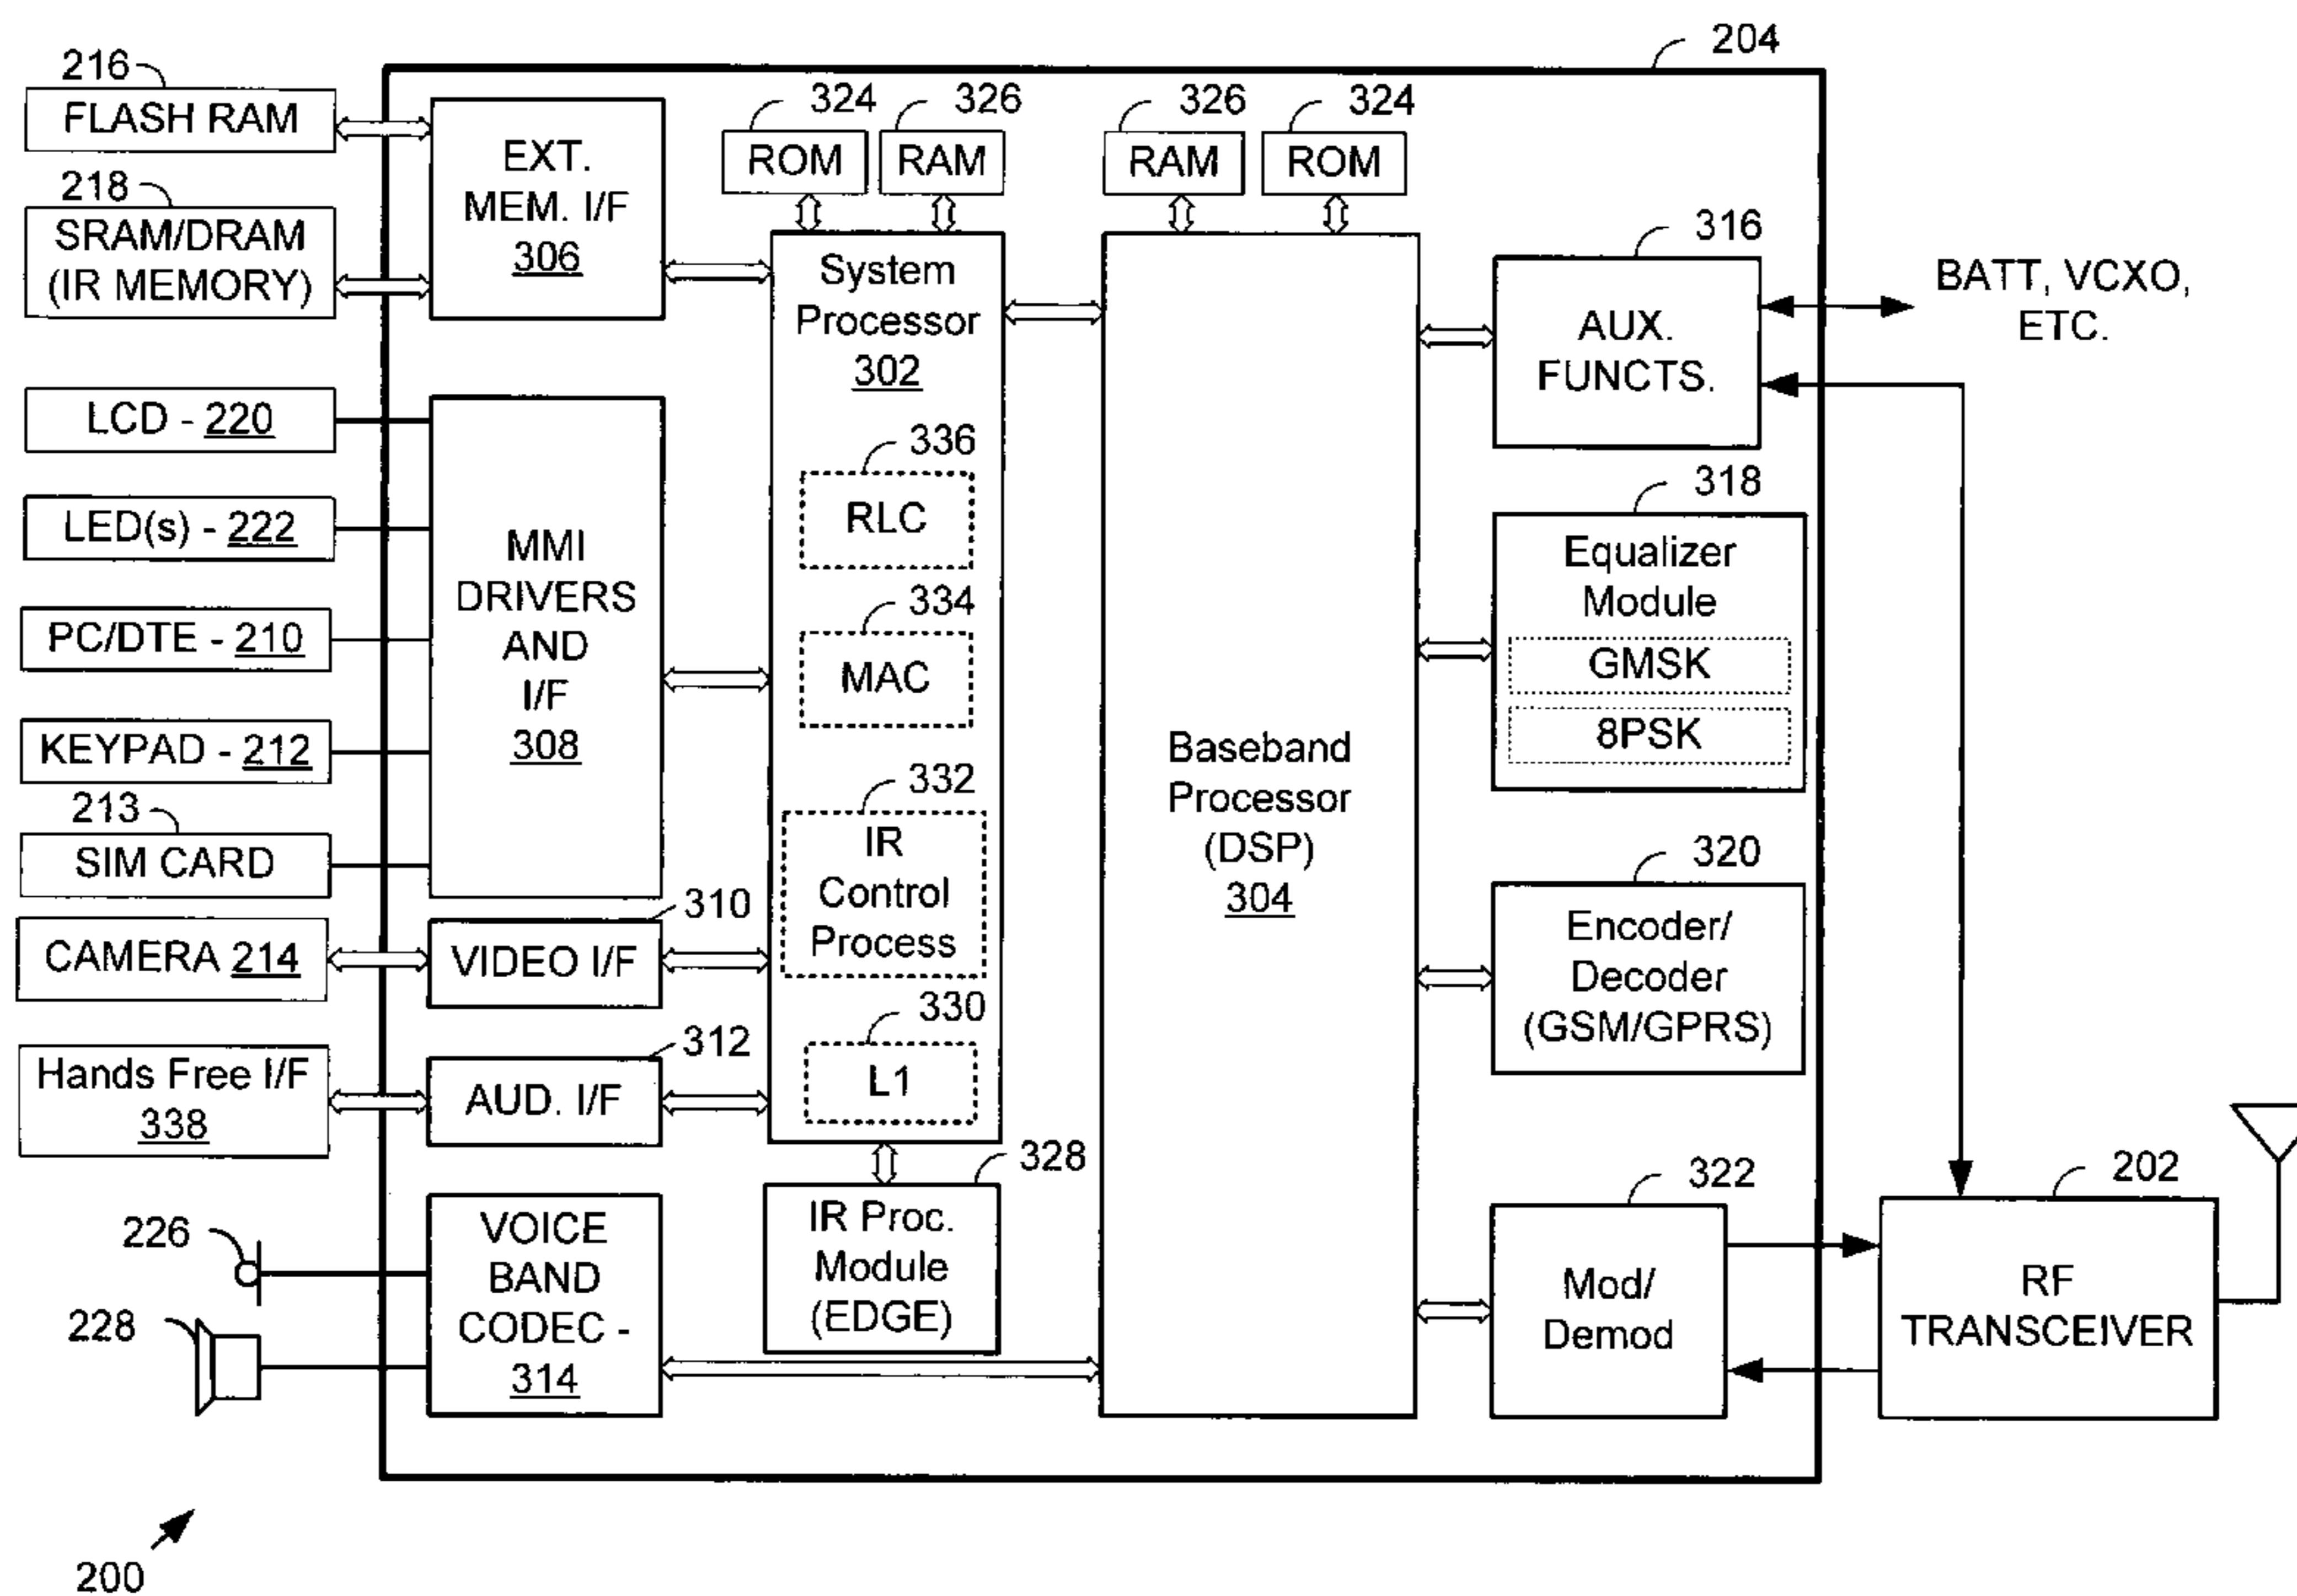 204
216
FLASH RAM
218
SRAM/DRAM
(IR MEMORY)
LCD - 220
LED(s) - 222
PC/DTE - 210
KEYPAD - 212
213
SIM CARD
CAMERA 214
Hands Free I/F
338
226
228
200
EXT.
MEM. I/F
306
MMI
DRIVERS
AND
I/F
308
310
VIDEO I/F
312
AUD. I/F
VOICE
BAND
CODEC -
314
324
ROM
326
RAM
System
Processor
302
336
RLC
334
MAC
332
IR
Control
Process
330
L1
328
IR Proc.
Module
(EDGE)
326
RAM
324
ROM
Baseband
Processor
(DSP)
304
316
AUX.
FUNCTS.
BATT, VCXO,
ETC.
318
Equalizer
Module
GMSK
8PSK
320
Encoder/
Decoder
(GSM/GPRS)
322
Mod/
Demod
202
RF
TRANSCEIVER